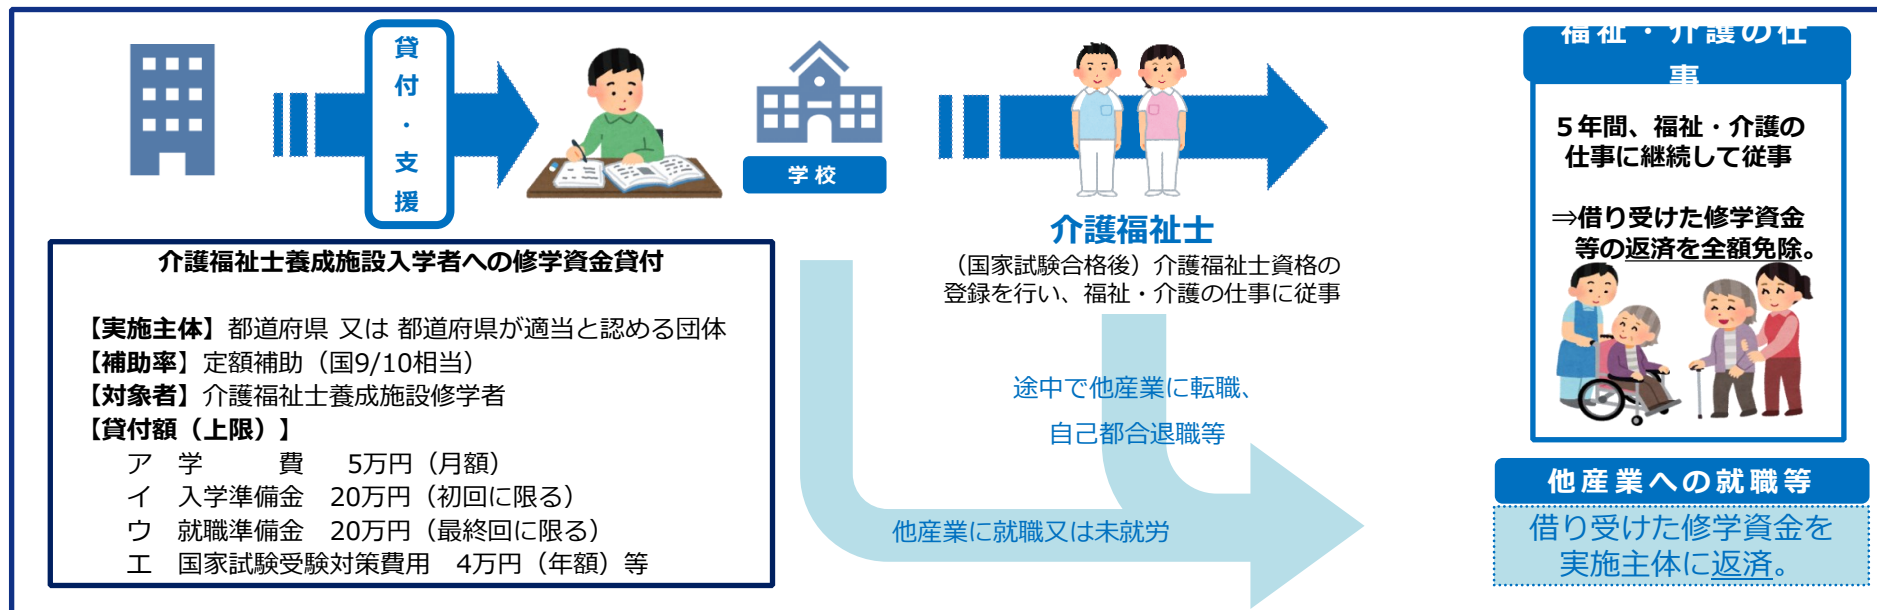 貸付・支援
学校
介護福祉士養成施設入学者への修学資金貸付
【実施主体】都道府県 又は 都道府県が適当と認める団体
【補助率】定額補助（国9/10相当）
【対象者】介護福祉士養成施設修学者
【貸付額（上限）】
ア　学　　　費　　5万円（月額）
イ　入学準備金　20万円（初回に限る）
ウ　就職準備金　20万円（最終回に限る）
エ　国家試験受験対策費用　4万円（年額）等
介護福祉士
（国家試験合格後）介護福祉士資格の
登録を行い、福祉・介護の仕事に従事
途中で他産業に転職、
自己都合退職等
他産業に就職又は未就労
福祉・介護の仕
事
５年間、福祉・介護の
仕事に継続して従事
⇒借り受けた修学資金
等の返済を全額免除。
他産業への就職等
借り受けた修学資金を
実施主体に返済。